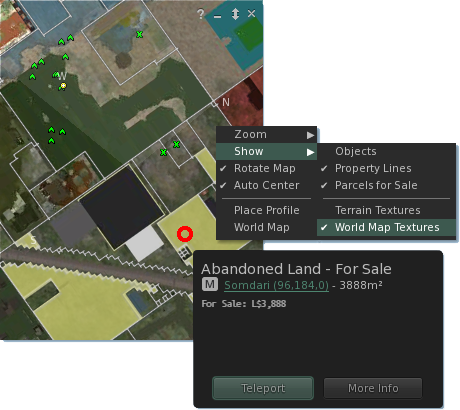 ?
W
N
S
Zoom
Show
Rotate Map
Auto Center
Place Profile
World Map
Objects
Property Lines
Parcels for Sale
Terrain Textures
World Map Textures
Abandoned Land - For Sale
M Somdari (96,184,0) - 3888m²
For Sale: L$3,888
Teleport More Info